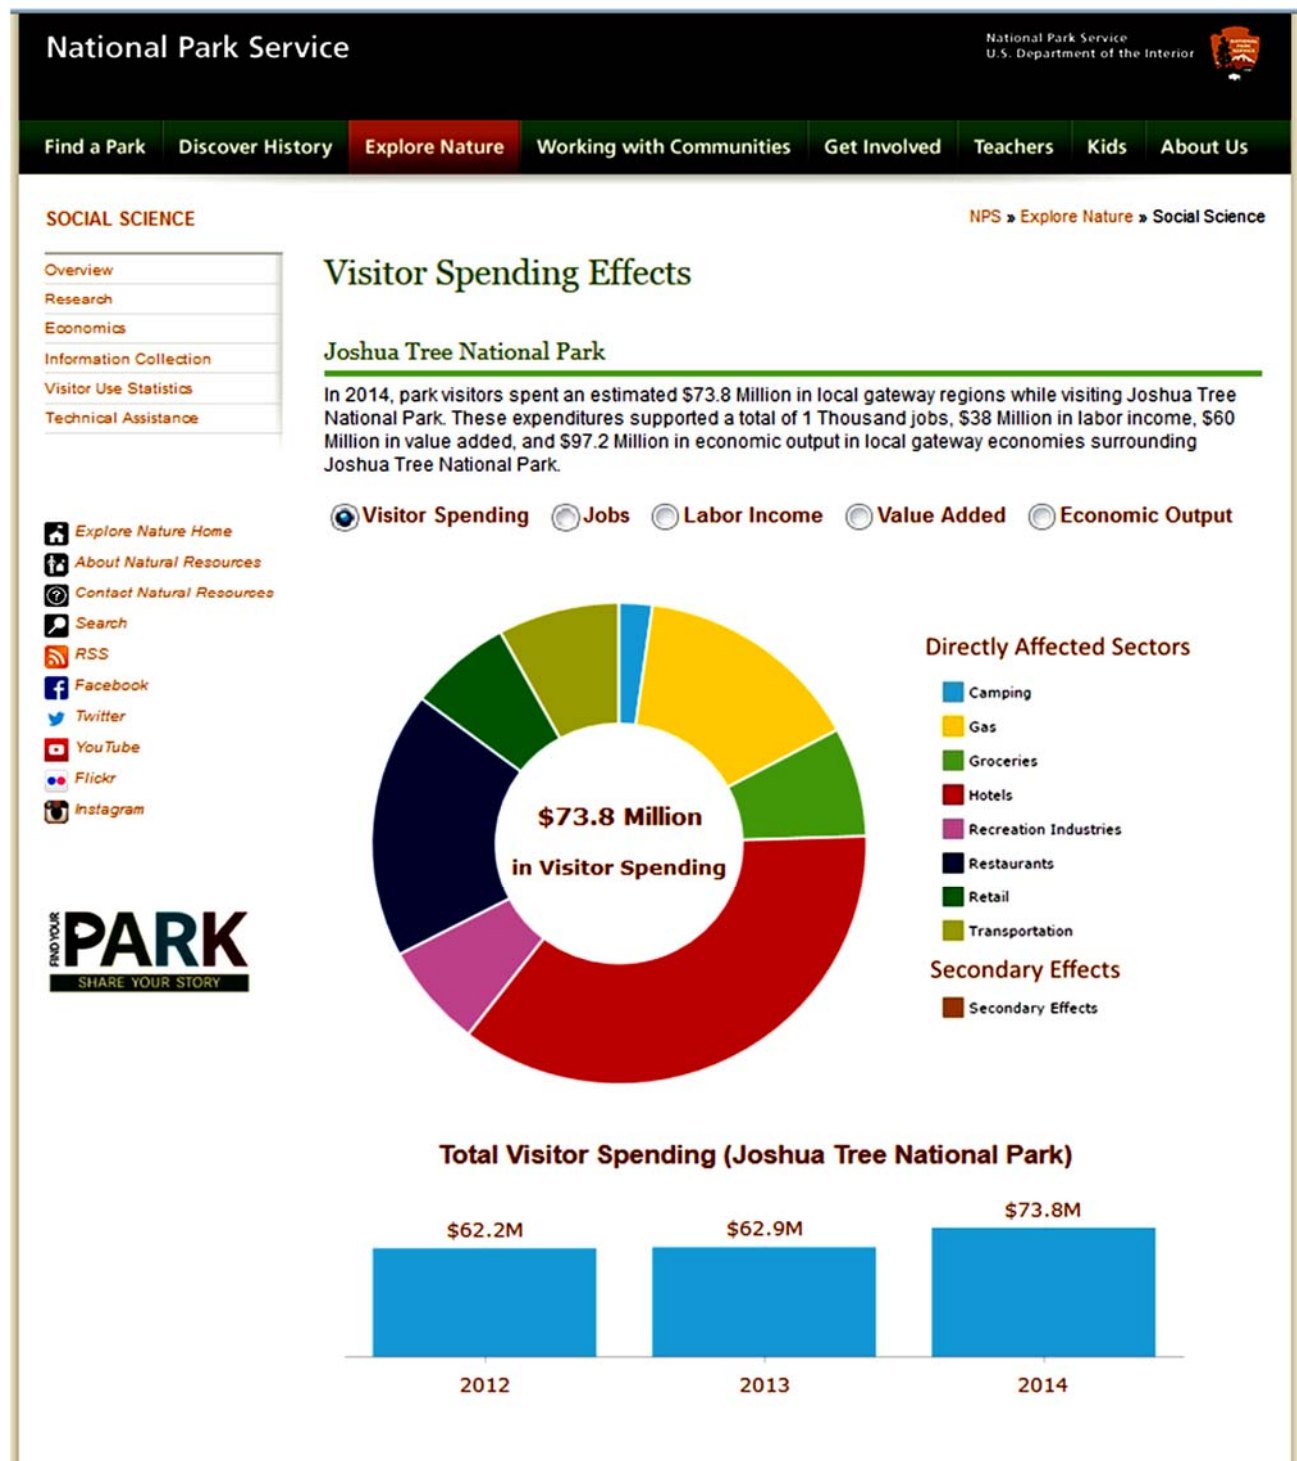 National Park Service
National Park Service
U.S. Department of the Interior
NATIONAL PARK SERVICE
Find a Park Discover History Explore Nature Working with Communities Get Involved Teachers Kids About Us
SOCIAL SCIENCE
NPS » Explore Nature » Social Science
Overview
Research
Economics
Information Collection
Visitor Use Statistics
Technical Assistance
Explore Nature Home
About Natural Resources
Contact Natural Resources
Search
RSS
Facebook
Twitter
YouTube
Flickr
Instagram
FIND YOUR
PARK
SHARE YOUR STORY
Visitor Spending Effects
Joshua Tree National Park
In 2014, park visitors spent an estimated $73.8 Million in local gateway regions while visiting Joshua Tree
National Park. These expenditures supported a total of 1 Thousand jobs, $38 Million in labor income, $60
Million in value added, and $97.2 Million in economic output in local gateway economies surrounding
Joshua Tree National Park.
Visitor Spending Jobs Labor Income Value Added Economic Output
$73.8 Million
in Visitor Spending
Directly Affected Sectors
Camping
Gas
Groceries
Hotels
Recreation Industries
Restaurants
Retail
Transportation
Secondary Effects
Secondary Effects
Total Visitor Spending (Joshua Tree National Park)
$62.2M $62.9M $73.8M
2012 2013 2014